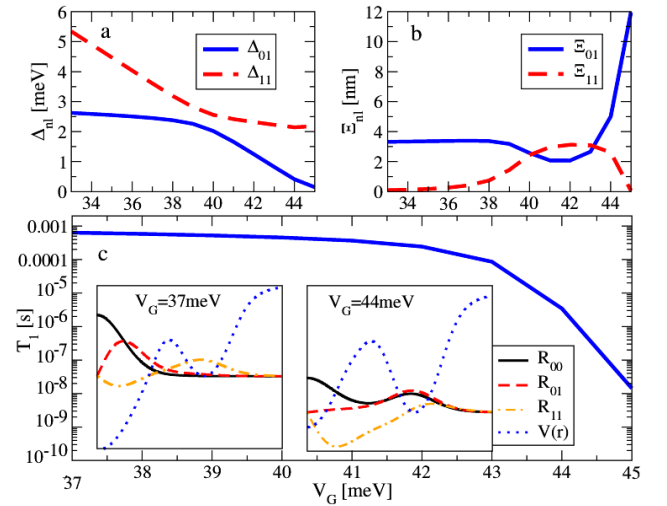 a
b
Δ01
Δ11
Ξ01
Ξ11
Δnl [meV]
Ξnl [nm]
6
5
4
3
2
1
0
12
10
8
6
4
2
0
34 36 38 40 42 44
34 36 38 40 42 44
c
0.001
0.0001
10-5
10-6
10-7
10-8
10-9
10-10
T1 [s]
VG=37meV
VG=44meV
R00
R01
R11
V(r)
37 38 39 40 41 42 43 44 45
VG [meV]